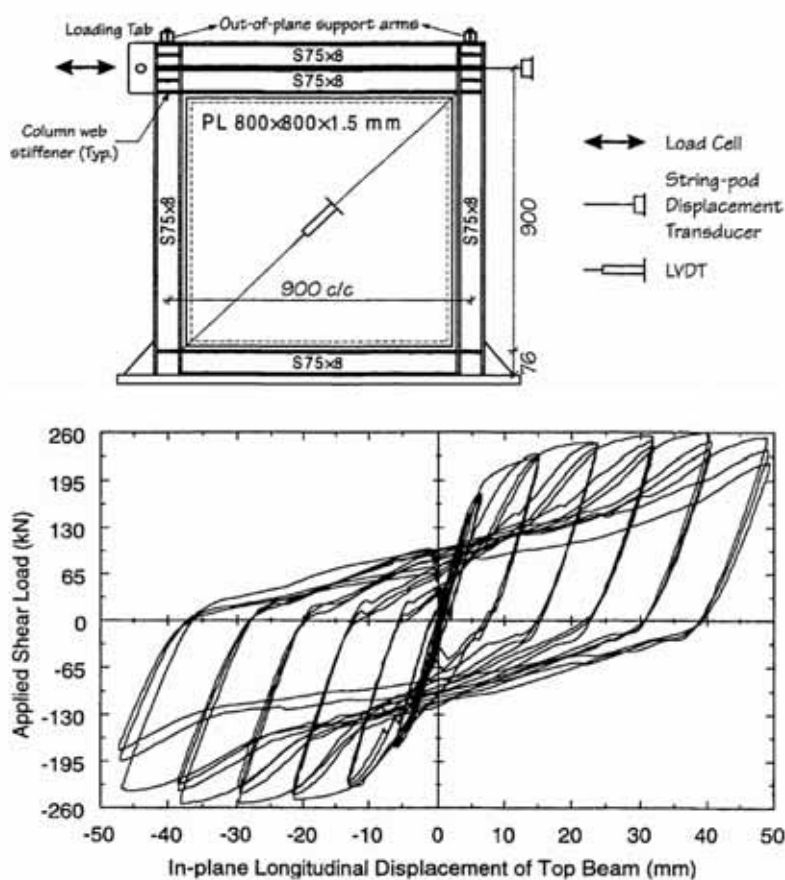 Loading Tab
Out-of-plane support arms
S75x8
S75x8
Column web
stiffener (Typ.)
PL 800x800x1.5 mm
S75x8
S75x8
900 c/c
900
S75x8
76
Load Cell
String-pod
Displacement
Transducer
LVDT
260
195
130
65
0
-65
-130
-195
-260
Applied Shear Load (kN)
-50 -40 -30 -20 -10 0 10 20 30 40 50
In-plane Longitudinal Displacement of Top Beam (mm)